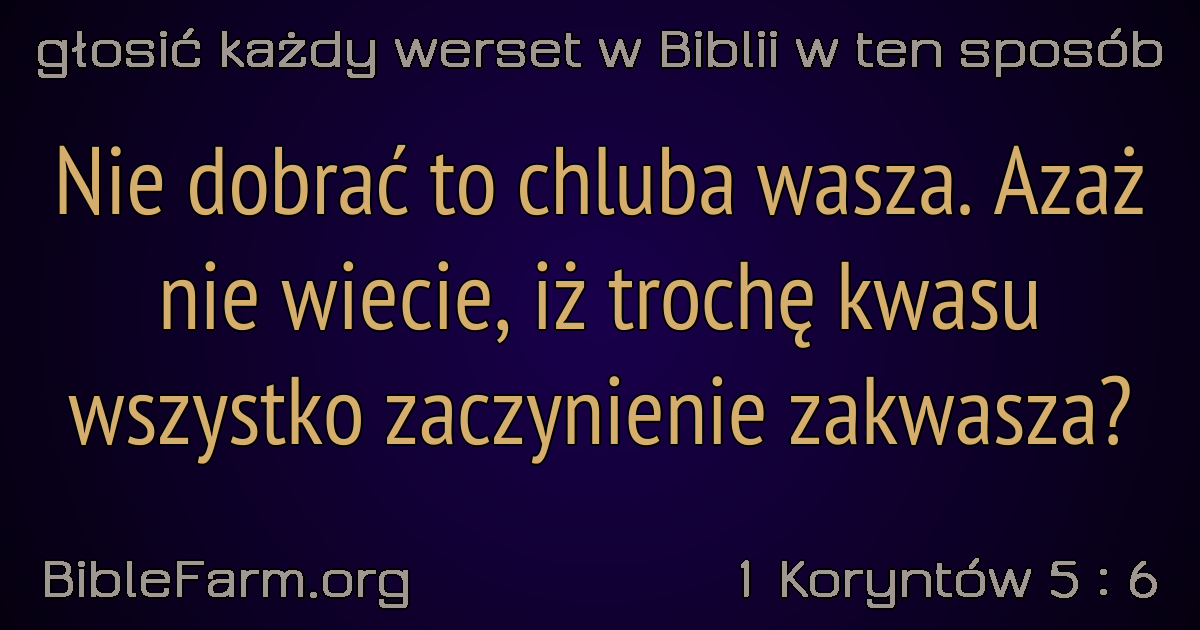 głosić każdy werset w Biblii w ten sposób
Nie dobrać to chluba wasza. Azaż
nie wiecie, iż trochę kwasu
wszystko zaczynienie zakwasza?
BibleFarm.org
1 Koryntów 5 : 6